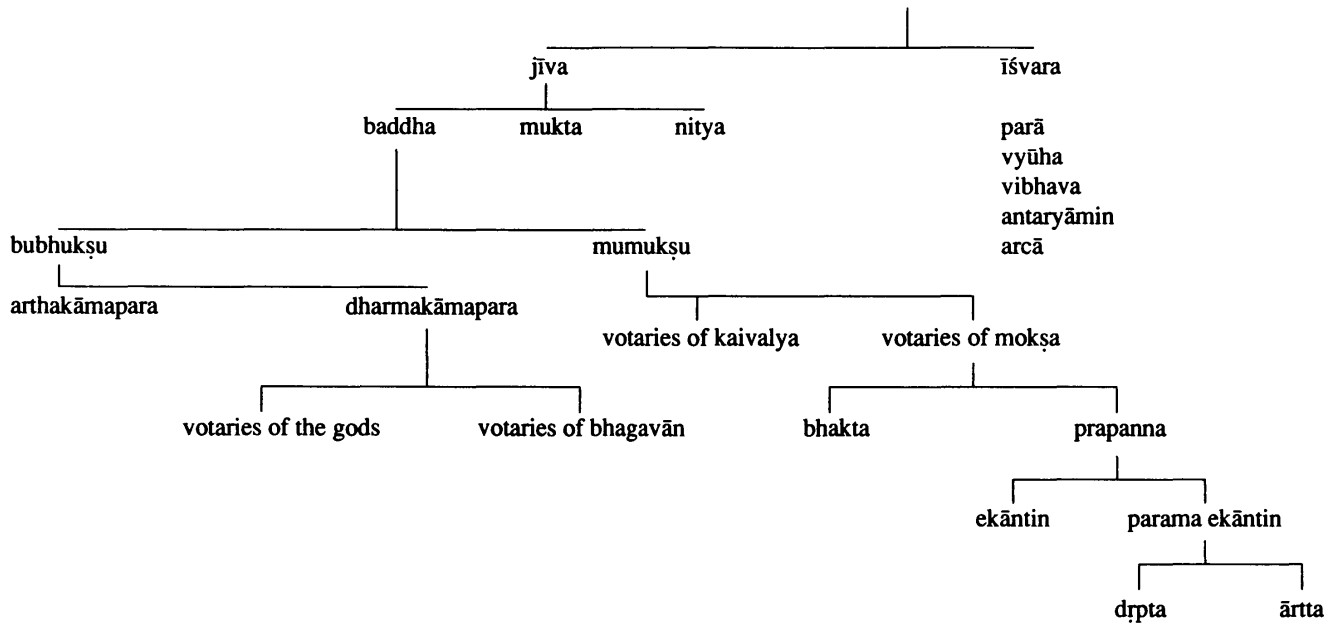 jīva īśvara
baddha mukta nitya parā
vyūha
vibhava
antaryāmin
bubhukṣu mumukṣu arcā
arthakāmapara dharmakāmapara
votaries of kaivalya votaries of mokṣa
votaries of the gods votaries of bhagavān bhakta prapanna
ekāntin parama ekāntin
dṛpta ārtta